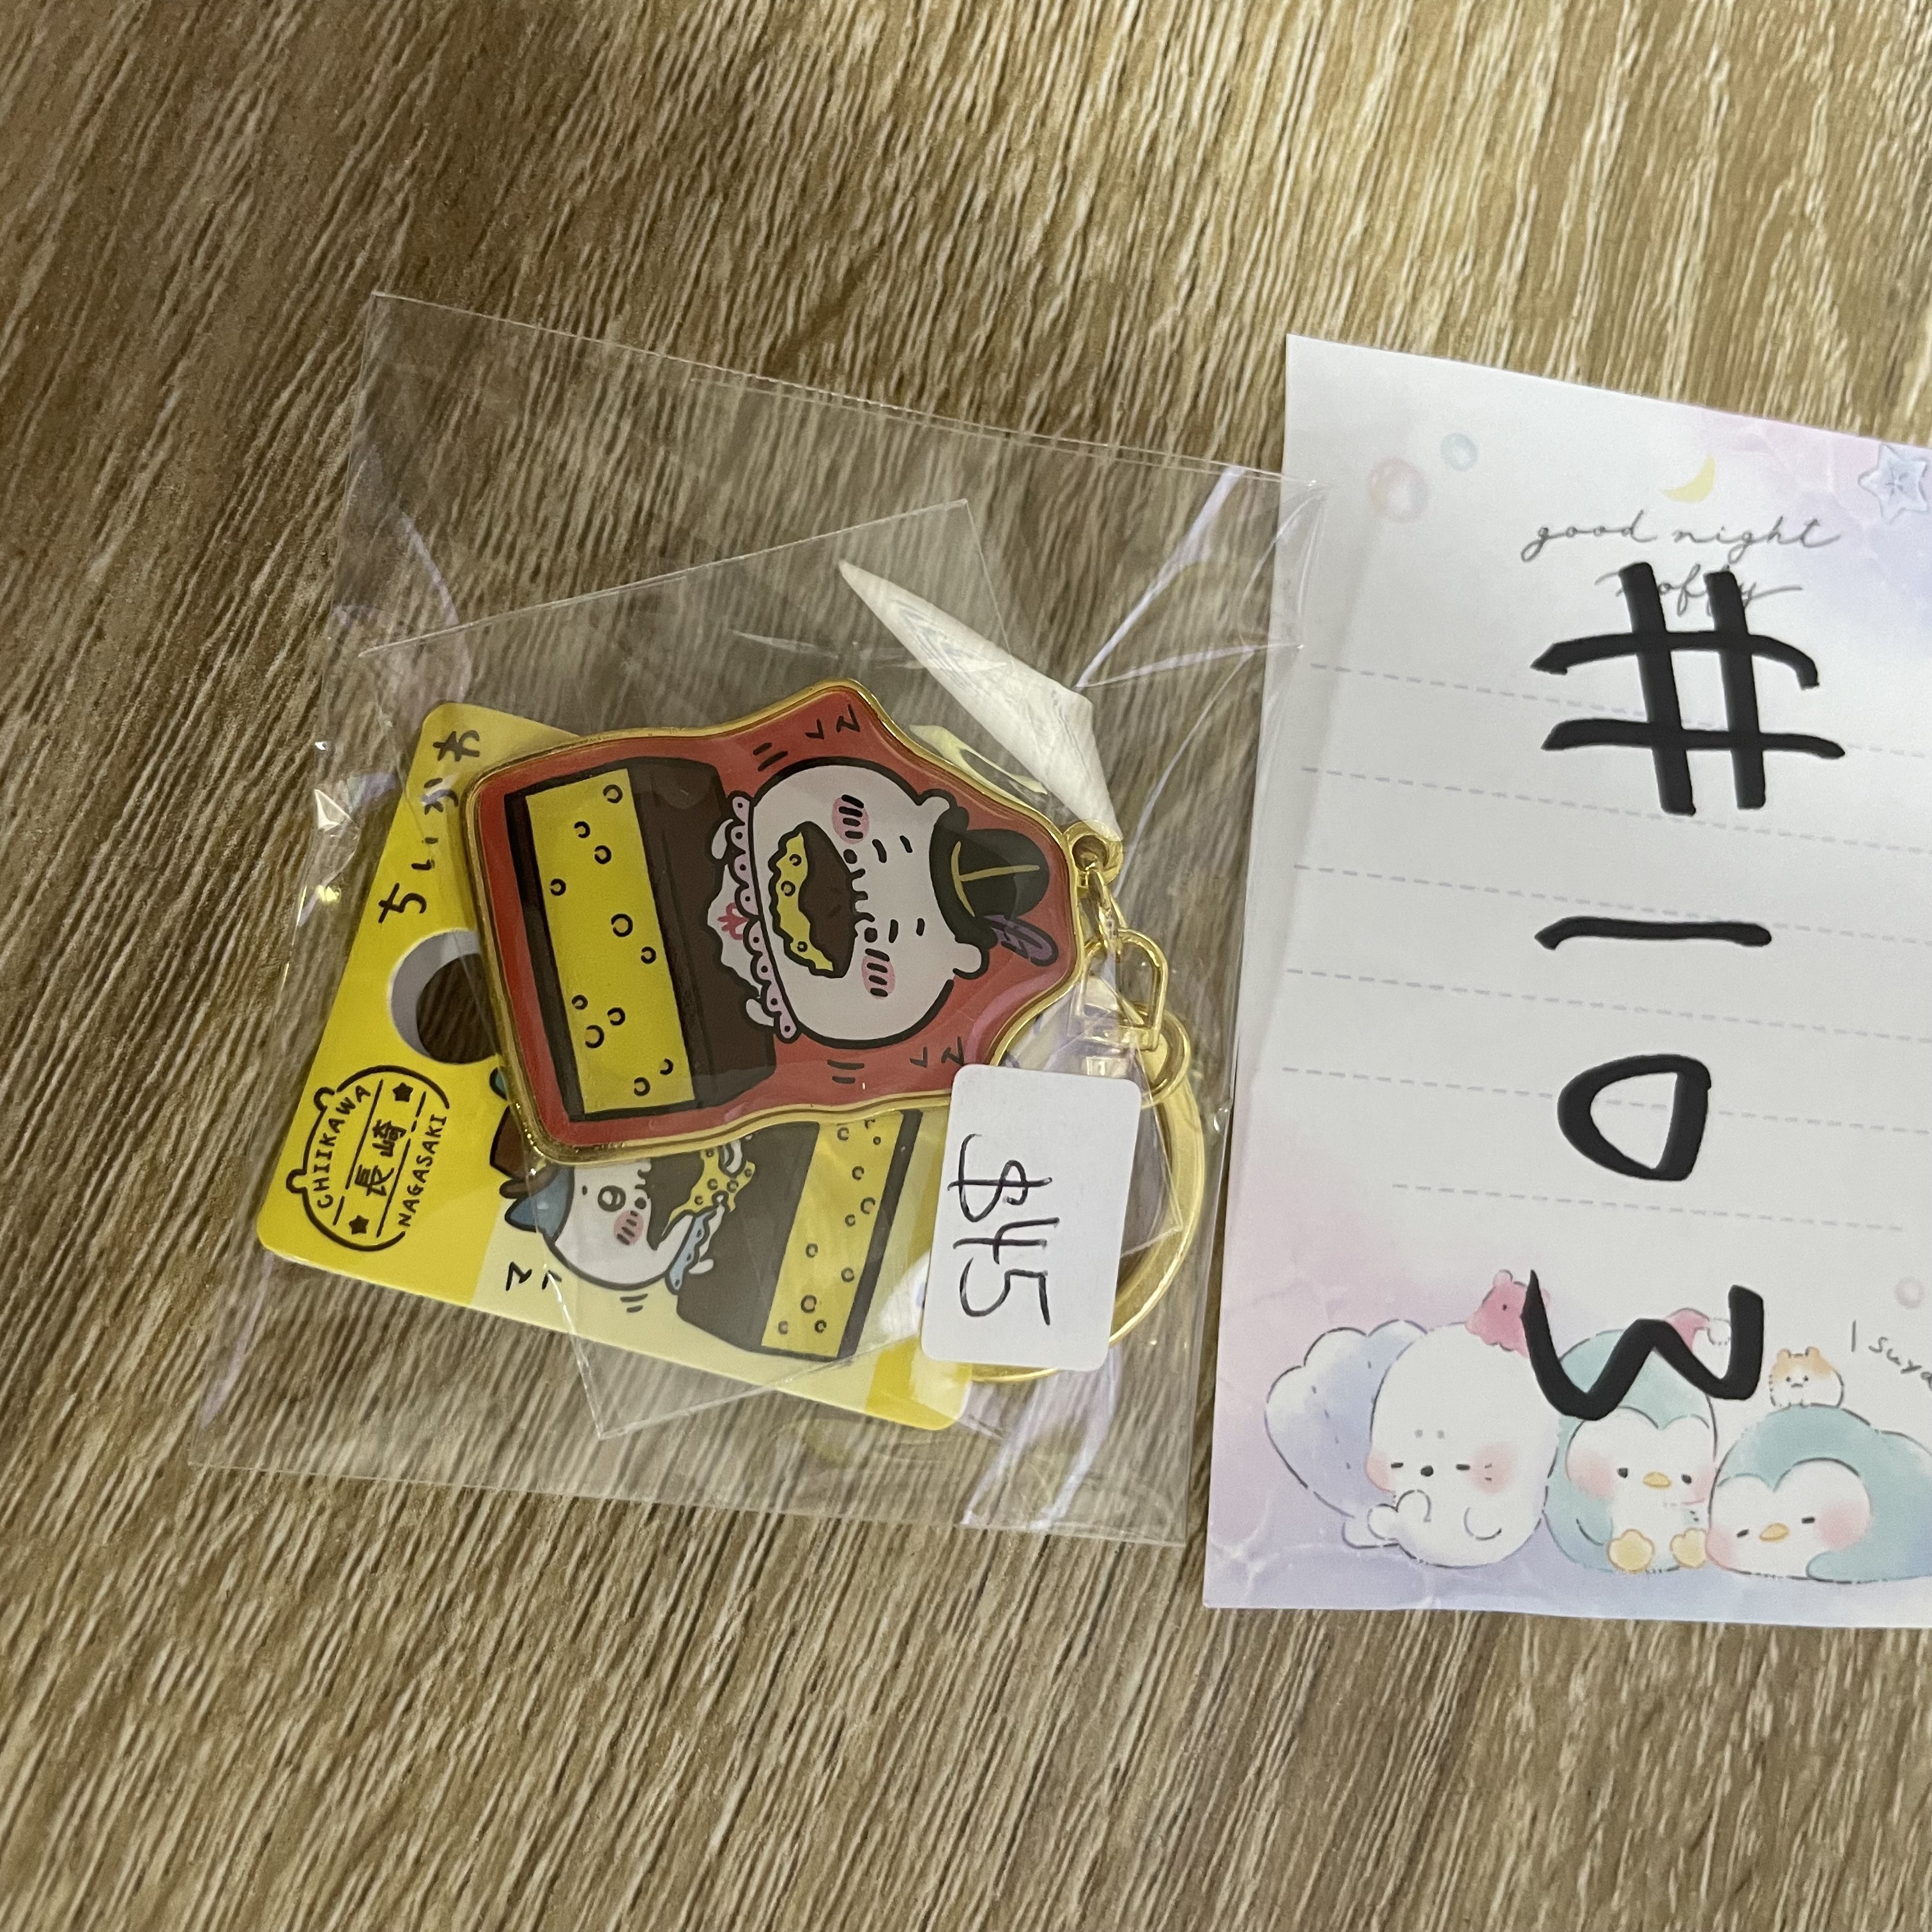 ちいかわ
CHIIKAWA
長崎
NAGASAKI
$45
good night
#103